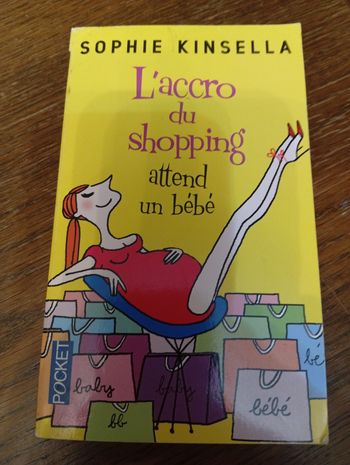 SOPHIE KINSELLA
L'accro
du
shopping
attend
un bébé
POCKET
baby
bb
baby
bébé
bé